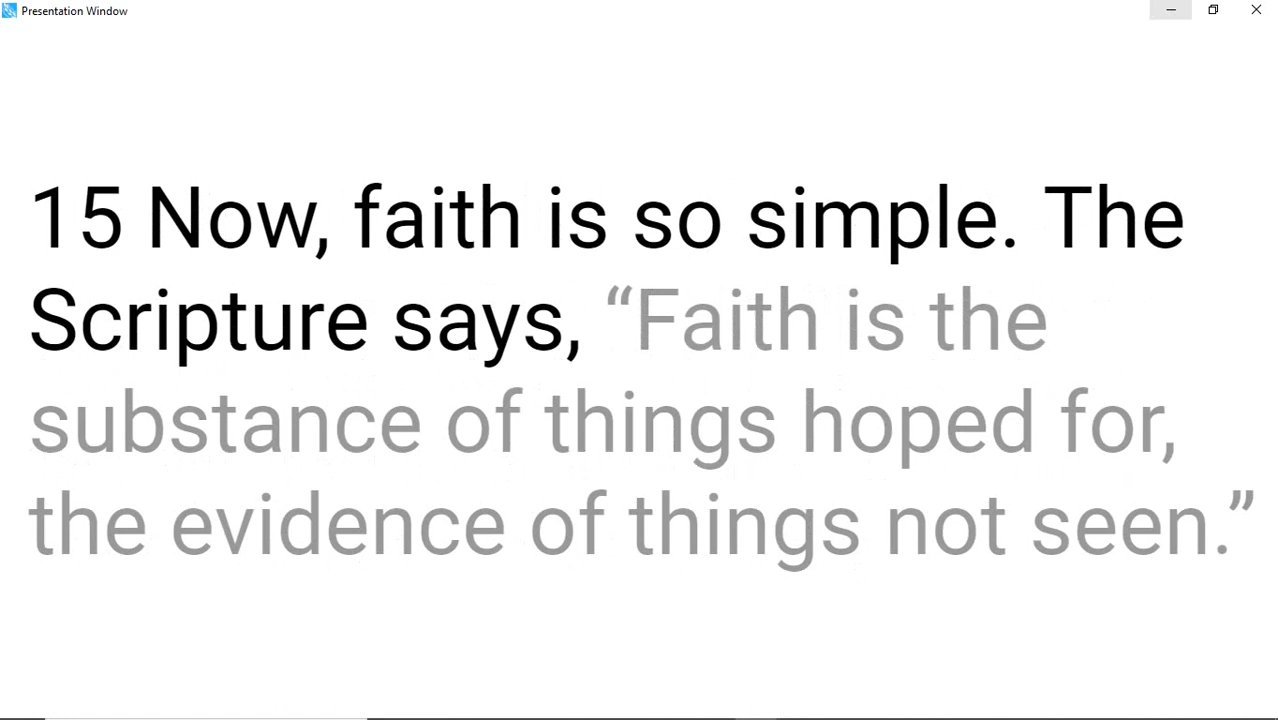 Presentation Window
15 Now, faith is so simple. The
Scripture says, “Faith is the
substance of things hoped for,
the evidence of things not seen.”